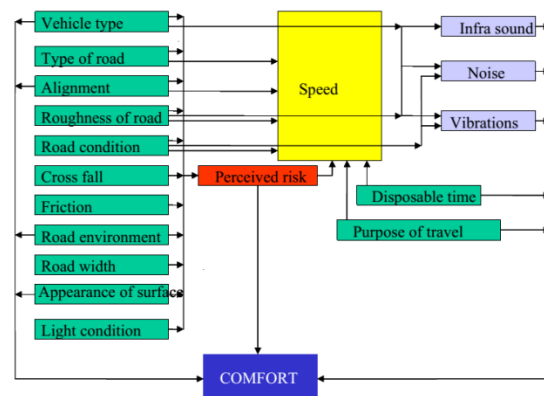 Vehicle type
Type of road
Alignment
Roughness of road
Road condition
Cross fall
Friction
Road environment
Road width
Appearance of surface
Light condition
Speed
Perceived risk
Infra sound
Noise
Vibrations
Disposable time
Purpose of travel
COMFORT